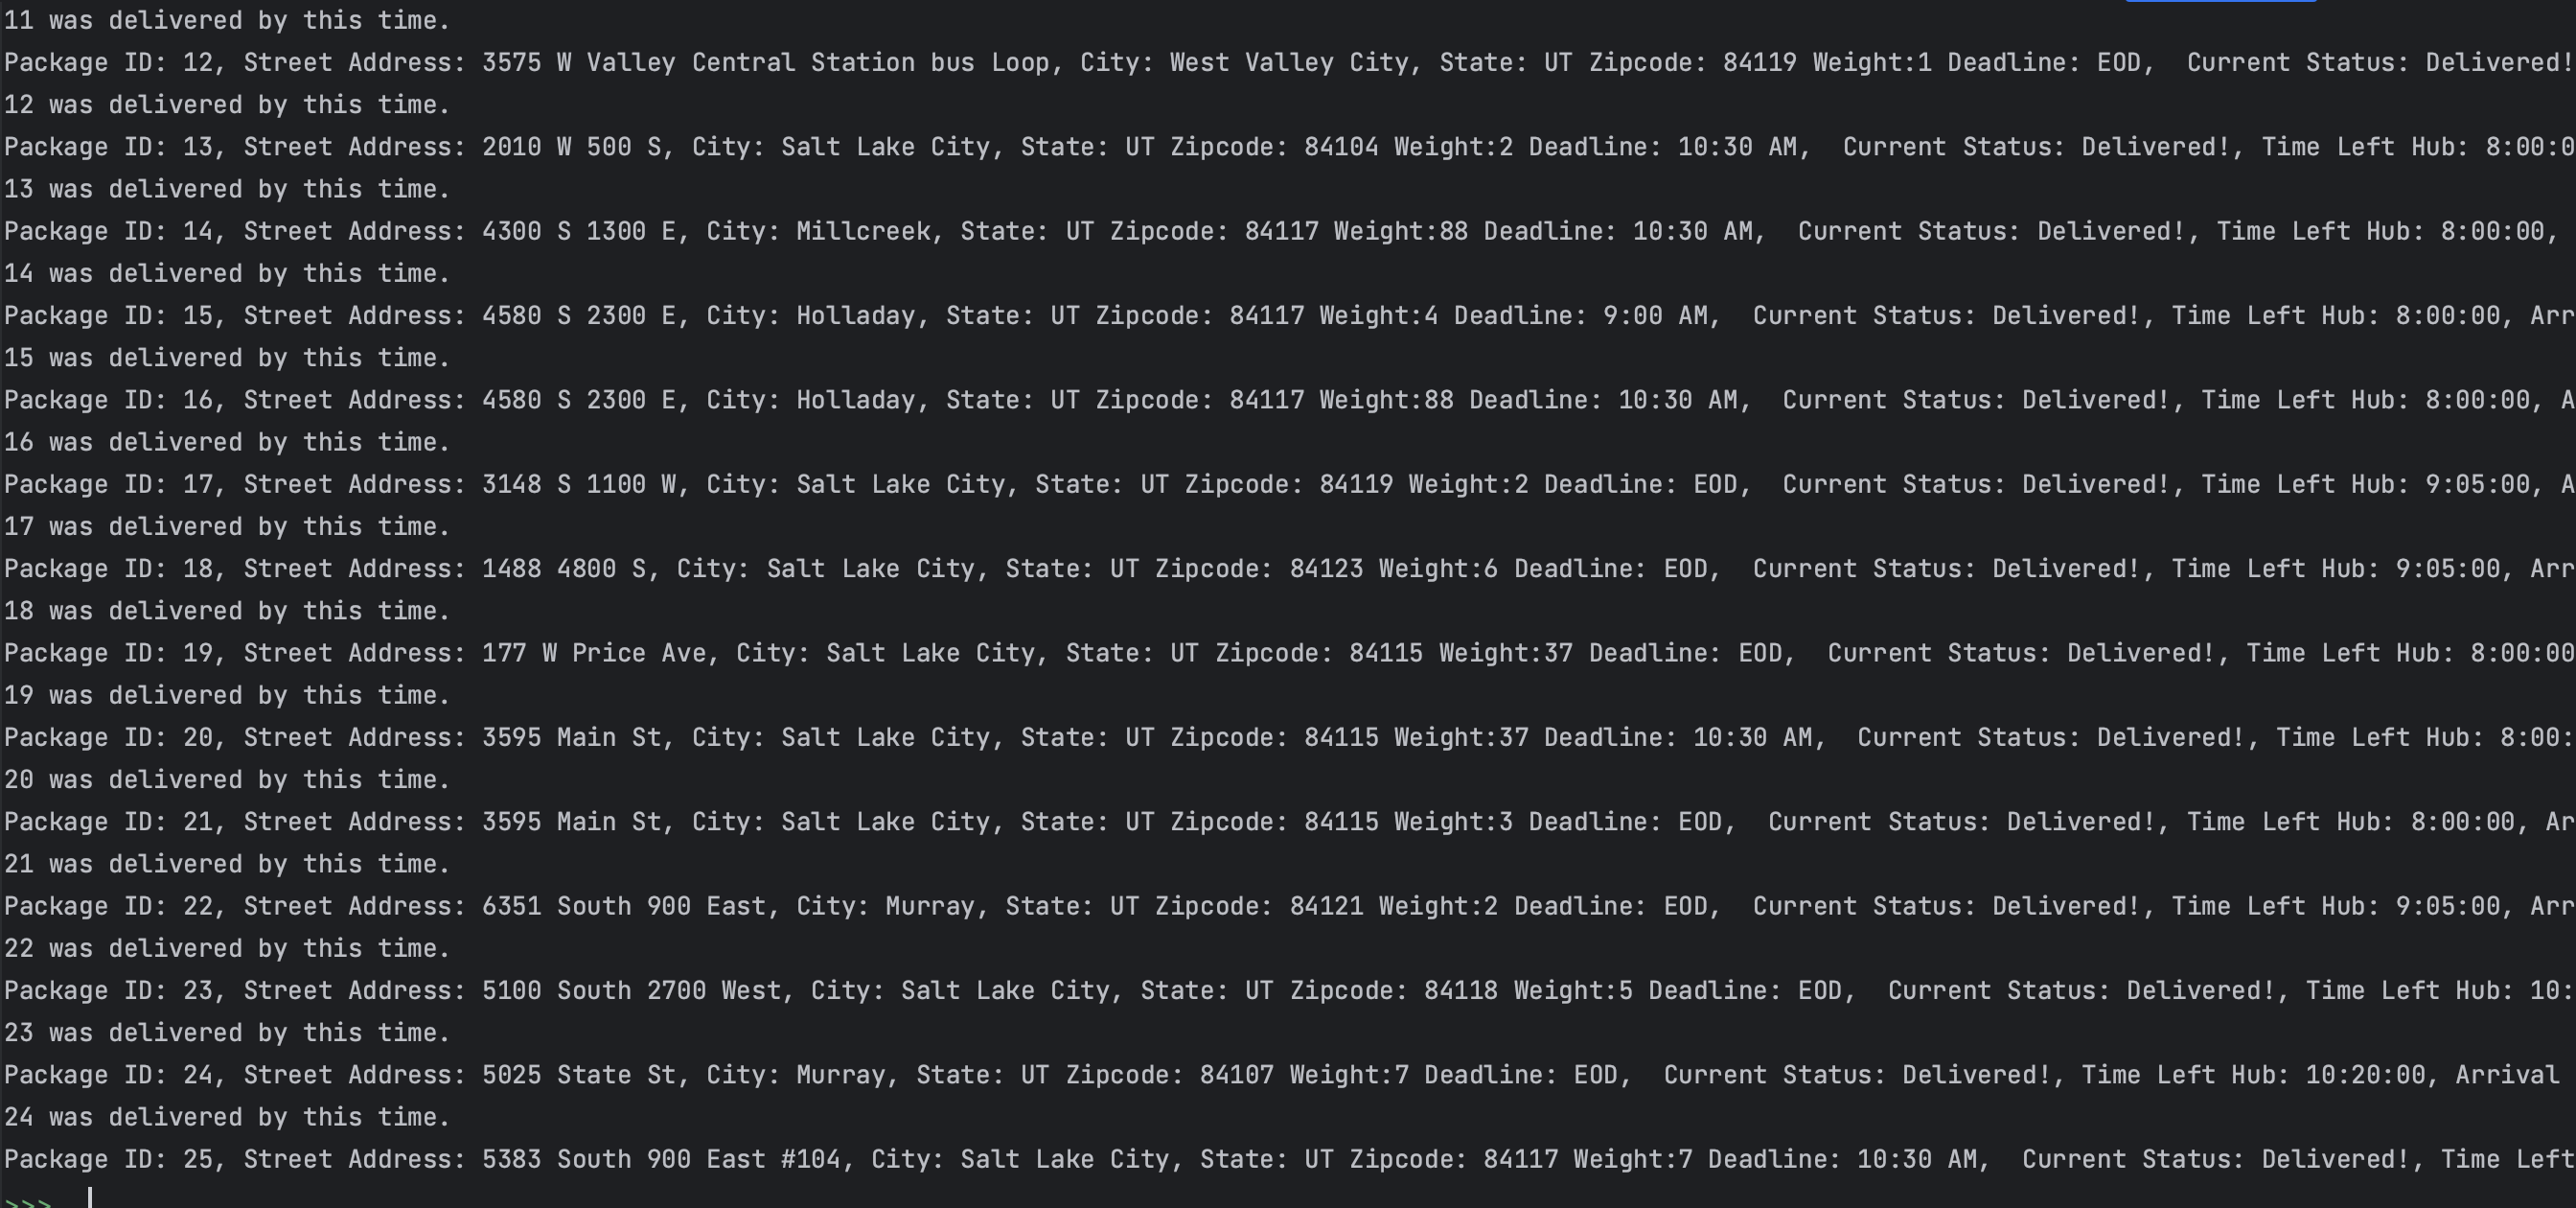 11 was delivered by this time.
Package ID: 12, Street Address: 3575 W Valley Central Station bus Loop, City: West Valley City, State: UT Zipcode: 84119 Weight:1 Deadline: EOD,  Current Status: Delivered!
12 was delivered by this time.
Package ID: 13, Street Address: 2010 W 500 S, City: Salt Lake City, State: UT Zipcode: 84104 Weight:2 Deadline: 10:30 AM,  Current Status: Delivered!, Time Left Hub: 8:00:0
13 was delivered by this time.
Package ID: 14, Street Address: 4300 S 1300 E, City: Millcreek, State: UT Zipcode: 84117 Weight:88 Deadline: 10:30 AM,  Current Status: Delivered!, Time Left Hub: 8:00:00,
14 was delivered by this time.
Package ID: 15, Street Address: 4580 S 2300 E, City: Holladay, State: UT Zipcode: 84117 Weight:4 Deadline: 9:00 AM,  Current Status: Delivered!, Time Left Hub: 8:00:00, Arr
15 was delivered by this time.
Package ID: 16, Street Address: 4580 S 2300 E, City: Holladay, State: UT Zipcode: 84117 Weight:88 Deadline: 10:30 AM,  Current Status: Delivered!, Time Left Hub: 8:00:00, A
16 was delivered by this time.
Package ID: 17, Street Address: 3148 S 1100 W, City: Salt Lake City, State: UT Zipcode: 84119 Weight:2 Deadline: EOD,  Current Status: Delivered!, Time Left Hub: 9:05:00, A
17 was delivered by this time.
Package ID: 18, Street Address: 1488 4800 S, City: Salt Lake City, State: UT Zipcode: 84123 Weight:6 Deadline: EOD,  Current Status: Delivered!, Time Left Hub: 9:05:00, Arr
18 was delivered by this time.
Package ID: 19, Street Address: 177 W Price Ave, City: Salt Lake City, State: UT Zipcode: 84115 Weight:37 Deadline: EOD,  Current Status: Delivered!, Time Left Hub: 8:00:00
19 was delivered by this time.
Package ID: 20, Street Address: 3595 Main St, City: Salt Lake City, State: UT Zipcode: 84115 Weight:37 Deadline: 10:30 AM,  Current Status: Delivered!, Time Left Hub: 8:00:
20 was delivered by this time.
Package ID: 21, Street Address: 3595 Main St, City: Salt Lake City, State: UT Zipcode: 84115 Weight:3 Deadline: EOD,  Current Status: Delivered!, Time Left Hub: 8:00:00, Ar
21 was delivered by this time.
Package ID: 22, Street Address: 6351 South 900 East, City: Murray, State: UT Zipcode: 84121 Weight:2 Deadline: EOD,  Current Status: Delivered!, Time Left Hub: 9:05:00, Arr
22 was delivered by this time.
Package ID: 23, Street Address: 5100 South 2700 West, City: Salt Lake City, State: UT Zipcode: 84118 Weight:5 Deadline: EOD,  Current Status: Delivered!, Time Left Hub: 10:
23 was delivered by this time.
Package ID: 24, Street Address: 5025 State St, City: Murray, State: UT Zipcode: 84107 Weight:7 Deadline: EOD,  Current Status: Delivered!, Time Left Hub: 10:20:00, Arrival
24 was delivered by this time.
Package ID: 25, Street Address: 5383 South 900 East #104, City: Salt Lake City, State: UT Zipcode: 84117 Weight:7 Deadline: 10:30 AM,  Current Status: Delivered!, Time Left
>>>